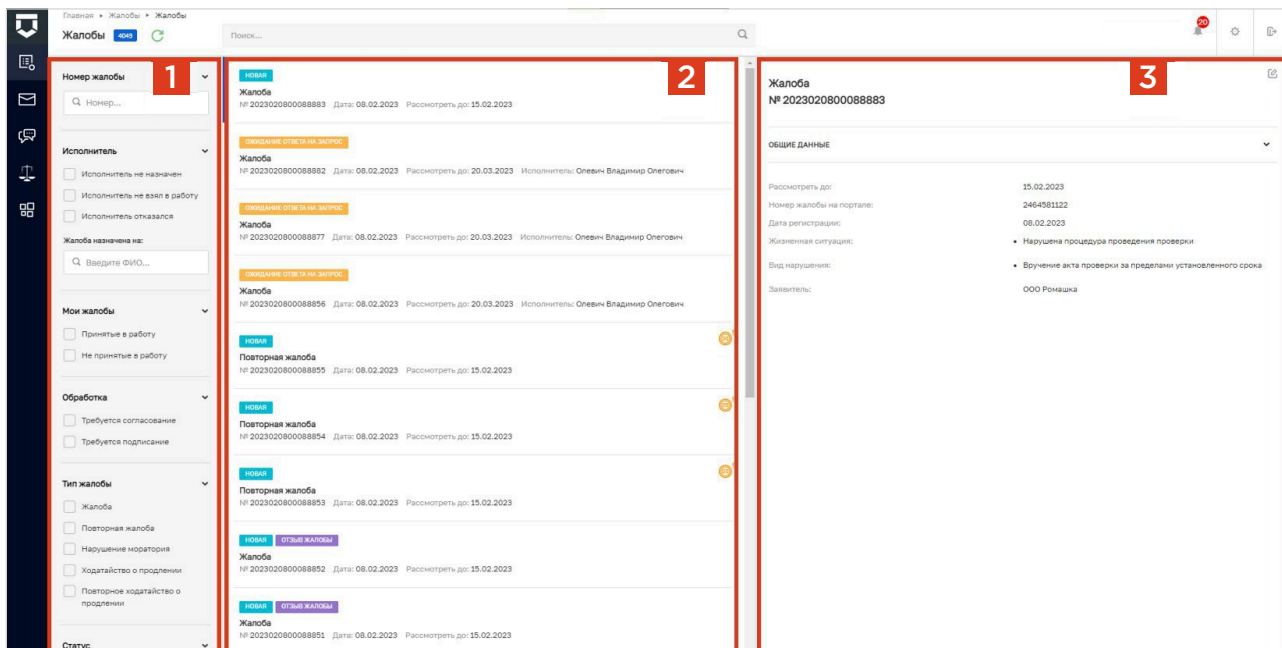 Главная • Жалобы • Жалобы
Жалобы 4045
Поиск...
20
1
Номер жалобы
Номер...
Исполнитель
Исполнитель не назначен
Исполнитель не взял в работу
Исполнитель отказался
Жалоба назначена на:
Введите ФИО...
Мои жалобы
Принятые в работу
Не принятые в работу
Обработка
Требуется согласование
Требуется подписание
Тип жалобы
Жалоба
Повторная жалоба
Нарушение моратория
Ходатайство о продлении
Повторное ходатайство о
продлении
Статус
2
НОВАЯ
Жалоба
№ 2023020800088883 Дата: 08.02.2023 Рассмотреть до: 15.02.2023
ОЖИДАНИЕ ОТВЕТА НА ЗАПРОС
Жалоба
№ 2023020800088882 Дата: 08.02.2023 Рассмотреть до: 20.03.2023 Исполнитель: Олевич Владимир Олегович
ОЖИДАНИЕ ОТВЕТА НА ЗАПРОС
Жалоба
№ 2023020800088877 Дата: 08.02.2023 Рассмотреть до: 20.03.2023 Исполнитель: Олевич Владимир Олегович
ОЖИДАНИЕ ОТВЕТА НА ЗАПРОС
Жалоба
№ 2023020800088856 Дата: 08.02.2023 Рассмотреть до: 20.03.2023 Исполнитель: Олевич Владимир Олегович
НОВАЯ
Повторная жалоба
№ 2023020800088855 Дата: 08.02.2023 Рассмотреть до: 15.02.2023
НОВАЯ
Повторная жалоба
№ 2023020800088854 Дата: 08.02.2023 Рассмотреть до: 15.02.2023
НОВАЯ
Повторная жалоба
№ 2023020800088853 Дата: 08.02.2023 Рассмотреть до: 15.02.2023
НОВАЯ ОТЗЫВ ЖАЛОБЫ
Жалоба
№ 2023020800088852 Дата: 08.02.2023 Рассмотреть до: 15.02.2023
НОВАЯ ОТЗЫВ ЖАЛОБЫ
Жалоба
№ 2023020800088851 Дата: 08.02.2023 Рассмотреть до: 15.02.2023
3
Жалоба
№ 2023020800088883
ОБЩИЕ ДАННЫЕ
Рассмотреть до: 15.02.2023
Номер жалобы на портале: 2464581122
Дата регистрации: 08.02.2023
Жизненная ситуация: • Нарушена процедура проведения проверки
Вид нарушения: • Вручение акта проверки за пределами установленного срока
Заявитель: ООО Ромашка